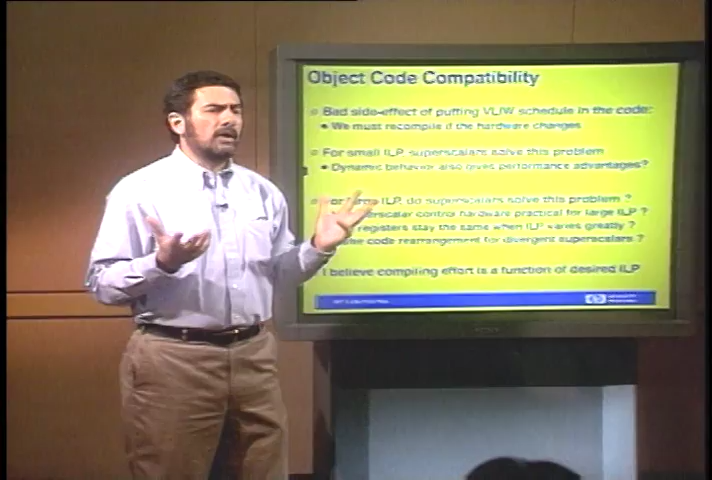 Object Code Compatibility
Bad side-effect of putting VLIW schedule in the code:
We must recompile if the hardware changes
For small ILP superscalars solve this problem
Dynamic behavior also gives performance advantages?
large ILP, do superscalars solve this problem ?
control hardware practical for large ILP ?
registers stay the same when ILP varies greatly ?
code rearrangement for divergent superscalars ?
I believe compiling effort is a function of desired ILP
hp